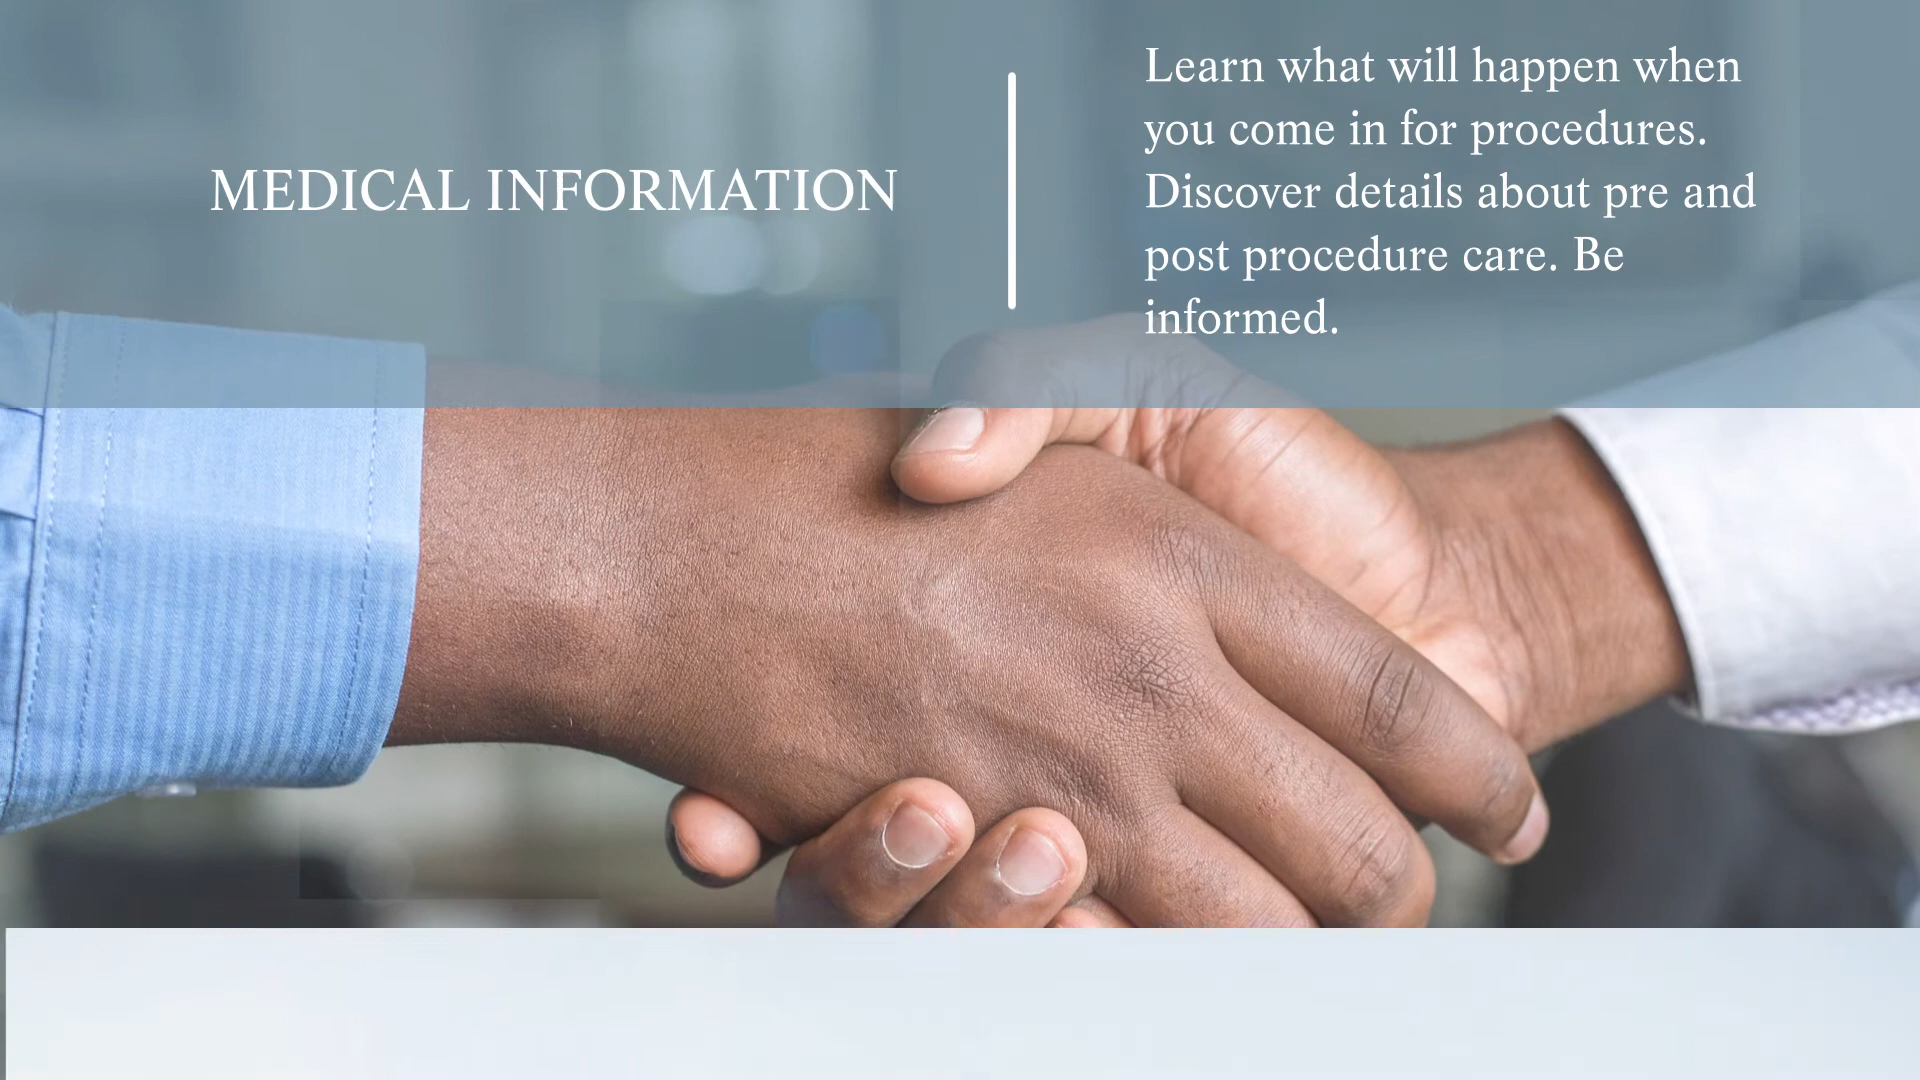 MEDICAL INFORMATION
Learn what will happen when
you come in for procedures.
Discover details about pre and
post procedure care. Be
informed.